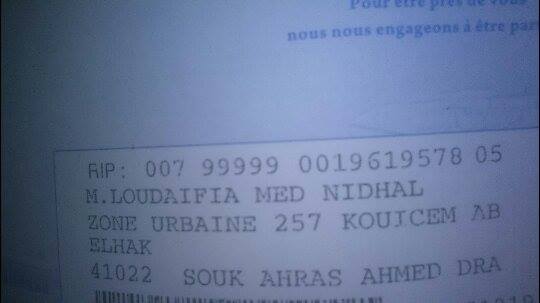 Pour être près de vous
nous nous engageons à être
RIP: 007 99999 0019619578 05
M.LOUDAIFIA MED NIDHAL
ZONE URBAINE 257 KOUICEM AB
ELHAK
41022 SOUK AHRAS AHMED DRA